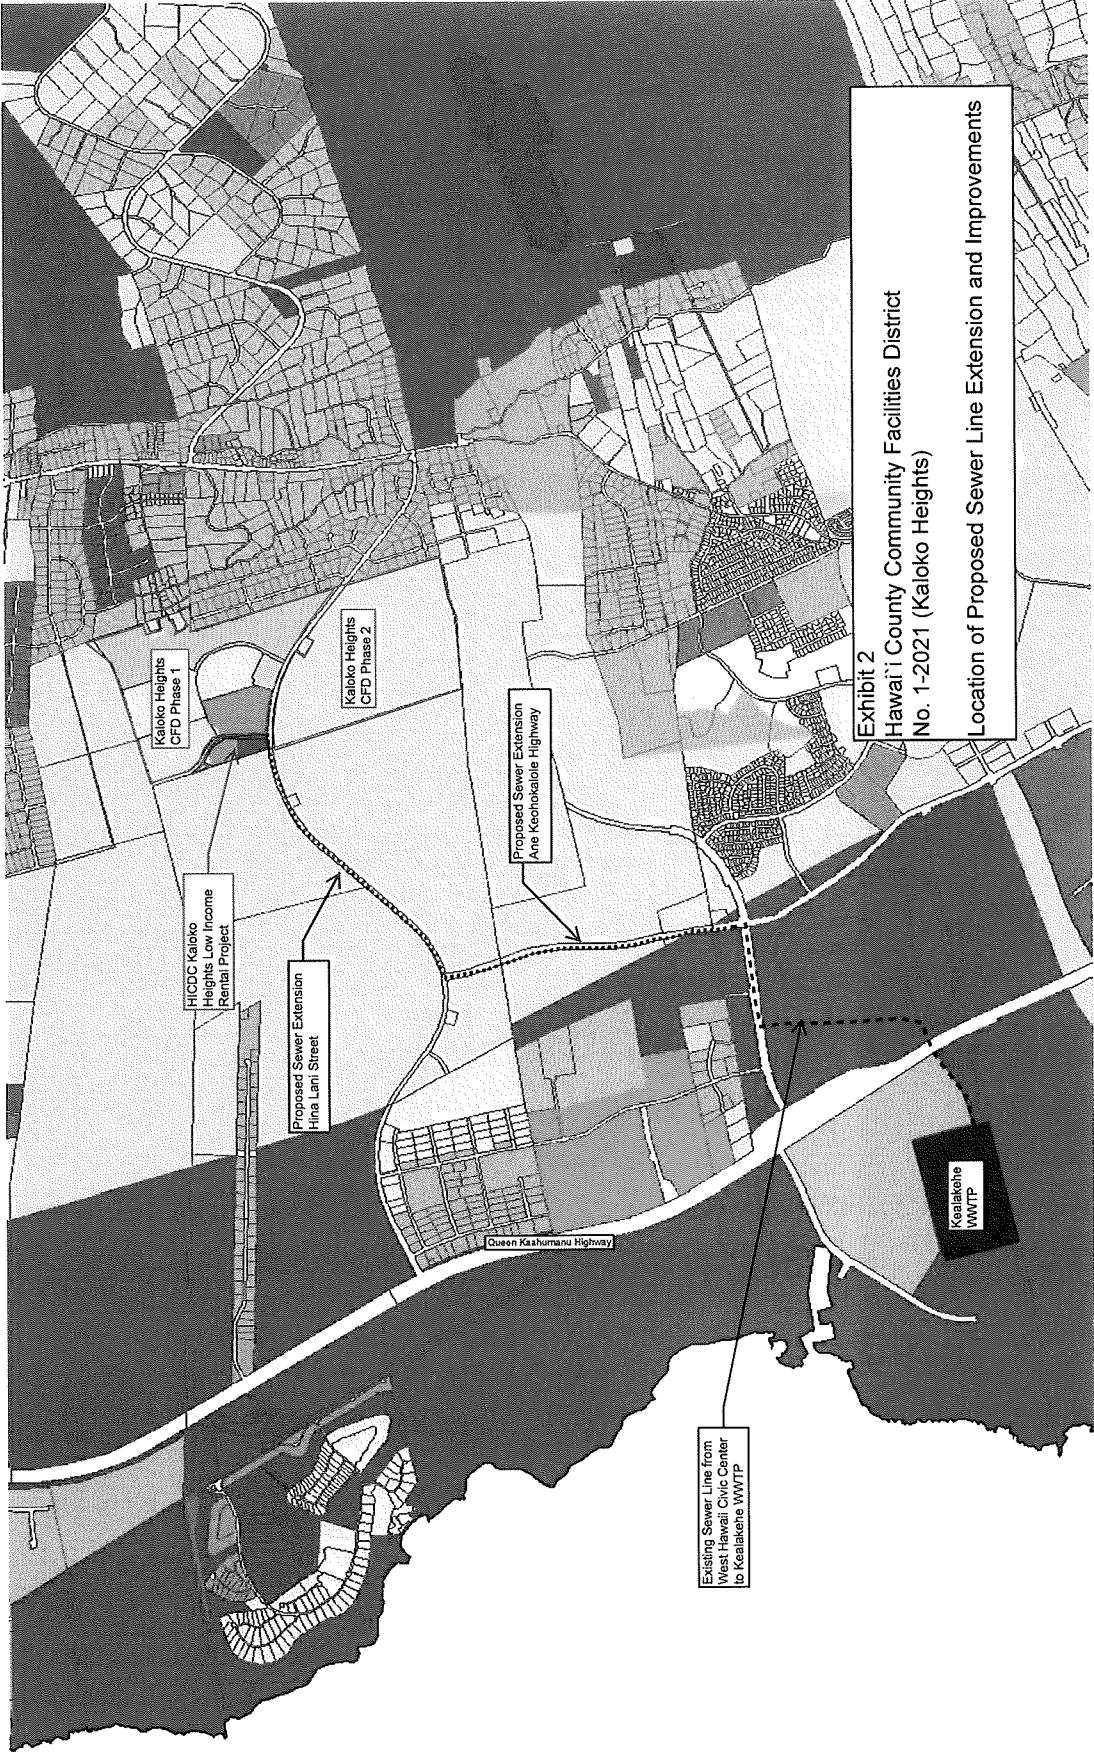 Kaloko Heights
CFD Phase 1
Kaloko Heights
CFD Phase 2
HICDC Kaloko
Heights Low Income
Rental Project
Proposed Sewer Extension
Hina Lani Street
Proposed Sewer Extension
Ane Keohokalole Highway
Queen Kaahumanu Highway
Existing Sewer Line from
West Hawaii Civic Center
to Kealakehe WWTP
Kealakehe
WWTP
Exhibit 2
Hawai`i County Community Facilities District
No. 1-2021 (Kaloko Heights)
Location of Proposed Sewer Line Extension and Improvements